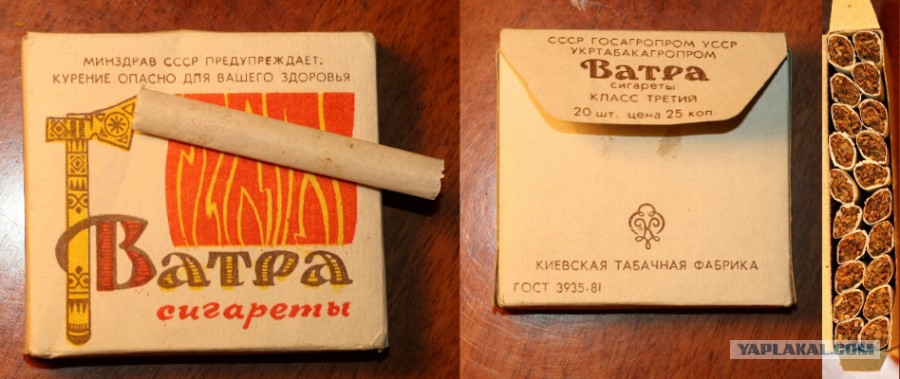 МИНЗДРАВ СССР ПРЕДУПРЕЖДАЕТ:
КУРЕНИЕ ОПАСНО ДЛЯ ВАШЕГО ЗДОРОВЬЯ
Ватра
сигареты
СССР ГОСАГРОПРОМ УССР
УКРТАБАКАГРОПРОМ
Ватра
сигареты
КЛАСС ТРЕТИЙ
20 шт. цена 25 коп.
КИЕВСКАЯ ТАБАЧНАЯ ФАБРИКА
ГОСТ 3935-81
YAPLAKAL.COM